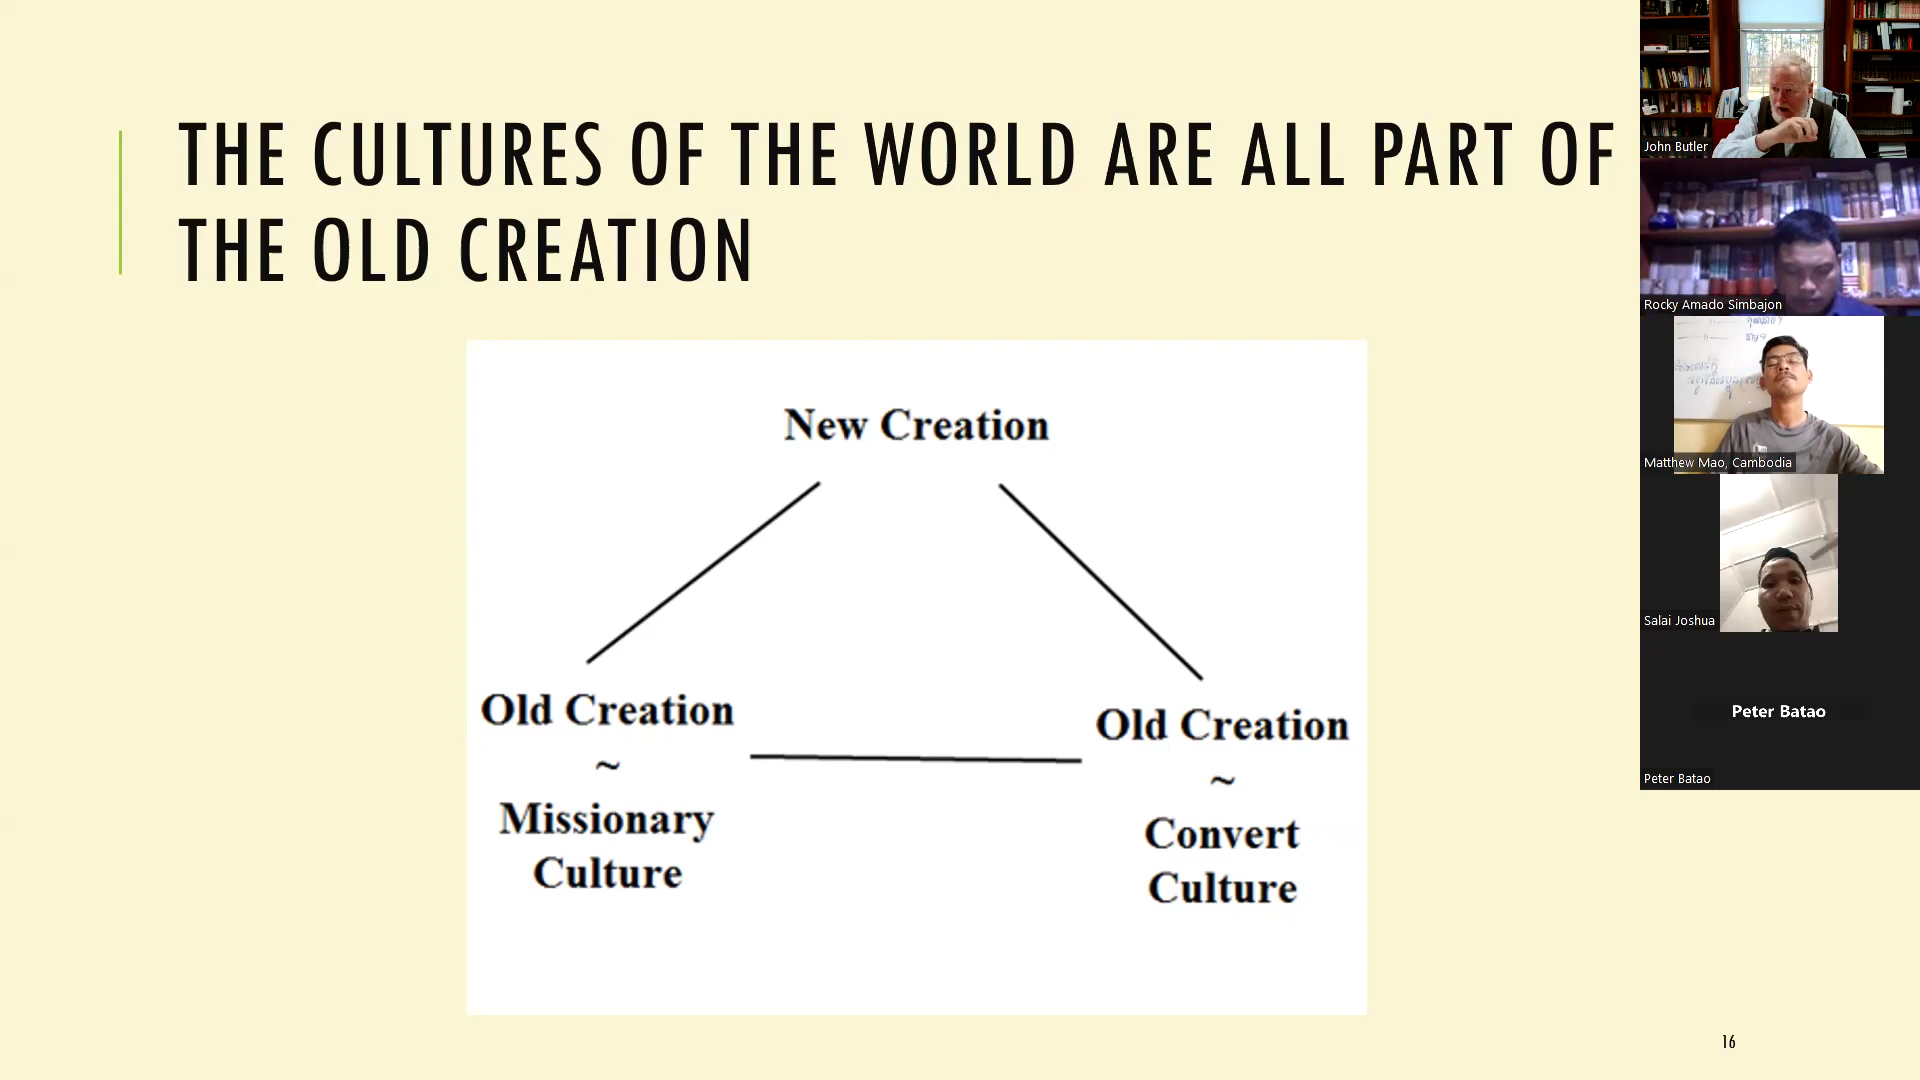 THE CULTURES OF THE WORLD ARE ALL PART OF
THE OLD CREATION
New Creation
Old Creation
~
Missionary
Culture
Old Creation
~
Convert
Culture
16
John Butler
Rocky Amado Simbajon
Matthew Mao, Cambodia
Salai Joshua
Peter Batao
Peter Batao